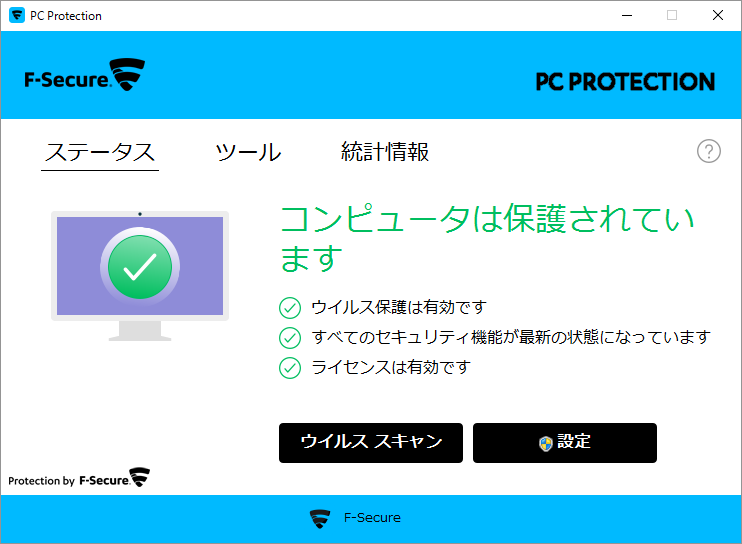 PC Protection
F-Secure.
PC PROTECTION
ステータス
ツール
統計情報
?
コンピュータは保護されてい
ます
ウイルス保護は有効です
すべてのセキュリティ機能が最新の状態になっています
ライセンスは有効です
ウイルス スキャン
設定
Protection by F-Secure.
F-Secure